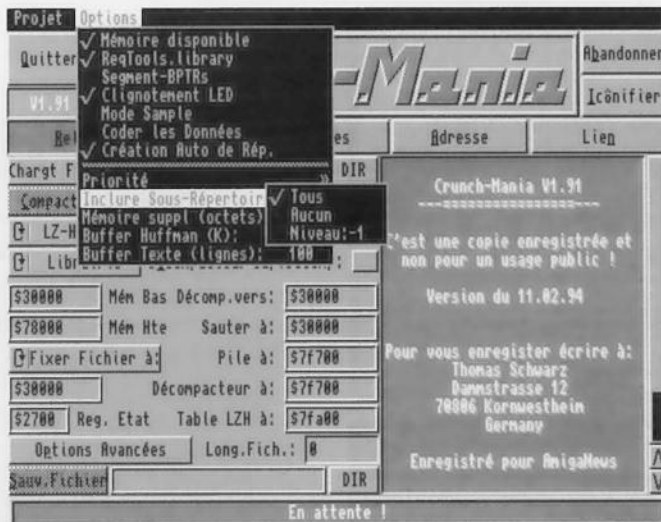 Projet Options
Quitter
✓ Mémoire disponible
✓ ReqTools.library
Segment-BPTRs
✓ Clignotement LED
Mode Sample
Coder les Données
✓ Création Auto de Rép.
Priorité »
Inclure Sous-Répertoir
Mémoire suppl (octets)
Buffer Huffman (K):
Buffer Texte (lignes): 100
✓ Tous
Aucun
Niveau:-1
-Mania
Abandonner
Icônifier
V1.91
Rel
es
Adresse
Lien
Chargt F
DIR
Compact
LZ-H
Libr
$30000 Mém Bas Décomp.vers: $30000
$78000 Mém Hte Sauter à: $30000
Fixer Fichier à: Pile à: $7f700
$30000 Décompacteur à: $7f700
$2700 Reg. Etat Table LZH à: $7fa00
Options Avancées Long.Fich.: 0
Sauv.Fichier DIR
Crunch-Mania V1.91
C'est une copie enregistrée et
non pour un usage public !
Version du 11.02.94
Pour vous enregister écrire à:
Thomas Schwarz
Dammstrasse 12
70806 Kornwestheim
Germany
Enregistré pour AmigaNews
En attente !